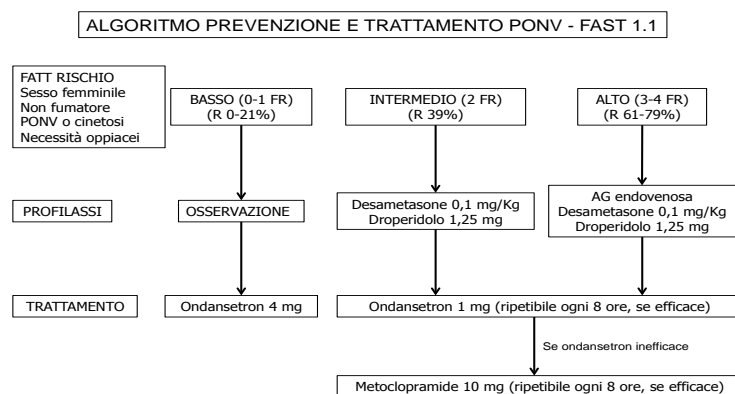 ALGORITMO PREVENZIONE E TRATTAMENTO PONV - FAST 1.1
FATT RISCHIO
Sesso femminile
Non fumatore
PONV o cinetosi
Necessità oppiacei
BASSO (0-1 FR)
(R 0-21%)
INTERMEDIO (2 FR)
(R 39%)
ALTO (3-4 FR)
(R 61-79%)
PROFILASSI
OSSERVAZIONE
Desametasone 0,1 mg/Kg
Droperidolo 1,25 mg
AG endovenosa
Desametasone 0,1 mg/Kg
Droperidolo 1,25 mg
TRATTAMENTO
Ondansetron 4 mg
Ondansetron 1 mg (ripetibile ogni 8 ore, se efficace)
Se ondansetron inefficace
Metoclopramide 10 mg (ripetibile ogni 8 ore, se efficace)